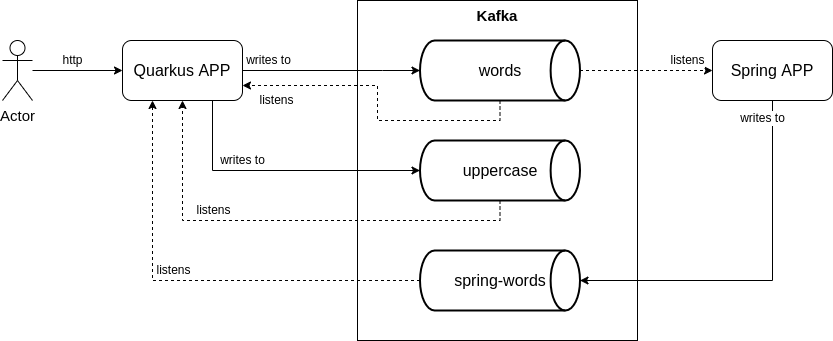 Kafka
Actor
http
Quarkus APP
writes to
words
listens
Spring APP
listens
writes to
writes to
uppercase
listens
listens
spring-words